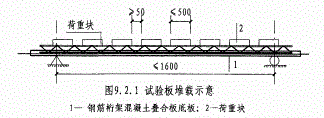 ≥50 ≤500
荷重块 2
≤1600 1
图9.2.1 试验板堆载示意
1— 钢筋桁架混凝土叠合板底板; 2—荷重块